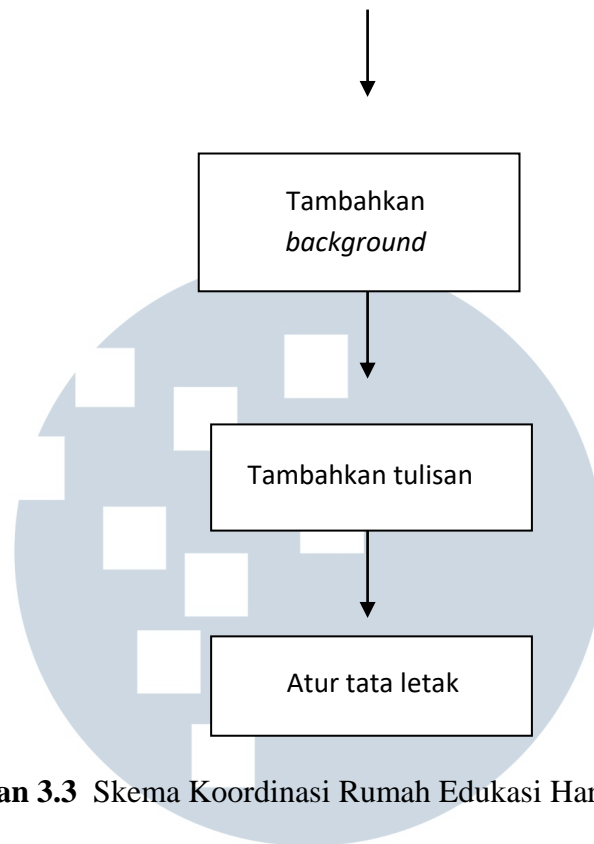 Tambahkan
background
Tambahkan tulisan
Atur tata letak
an 3.3 Skema Koordinasi Rumah Edukasi Har